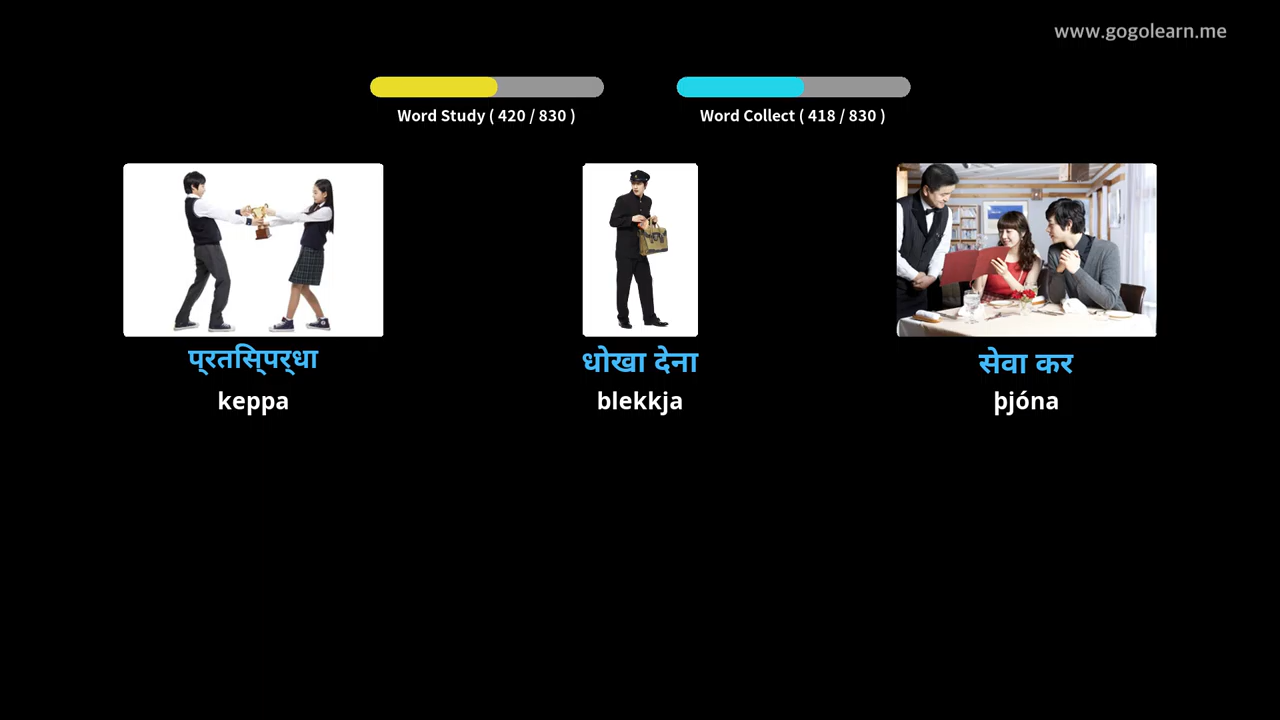 www.gogolearn.me
Word Study ( 420 / 830 )
Word Collect ( 418 / 830 )
प्रतिस्पर्धा
धोखा देना
सेवा कर
keppa
blekkja
þjóna